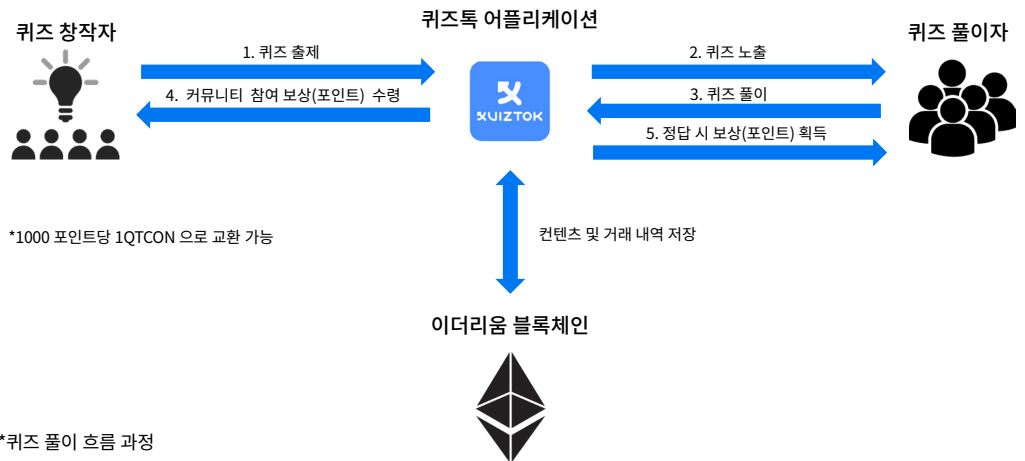 퀴즈톡 어플리케이션
퀴즈 창작자
퀴즈 풀이자
1. 퀴즈 출제
2. 퀴즈 노출
4. 커뮤니티 참여 보상(포인트) 수령
3. 퀴즈 풀이
QUIZTOK
5. 정답 시 보상(포인트) 획득
*1000 포인트당 1QTCON 으로 교환 가능
컨텐츠 및 거래 내역 저장
이더리움 블록체인
*퀴즈 풀이 흐름 과정